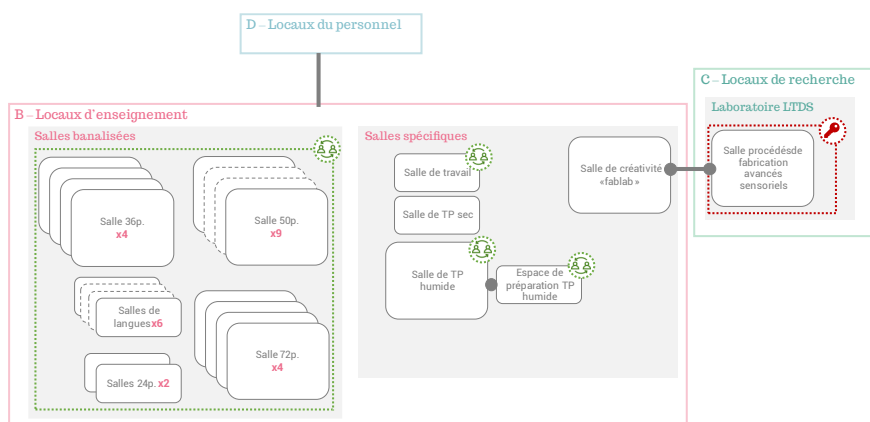 D – Locaux du personnel
C – Locaux de recherche
Laboratoire LTDS
Salle procédésde
fabrication
avancés
sensoriels
B – Locaux d'enseignement
Salles banalisées
Salle 36p.
x4
Salle 50p.
x9
Salles de
languesx6
Salle 72p.
x4
Salles 24p. x2
Salles spécifiques
Salle de travail
Salle de TP sec
Salle de TP
humide
Espace de
préparation TP
humide
Salle de créativité
«fablab»